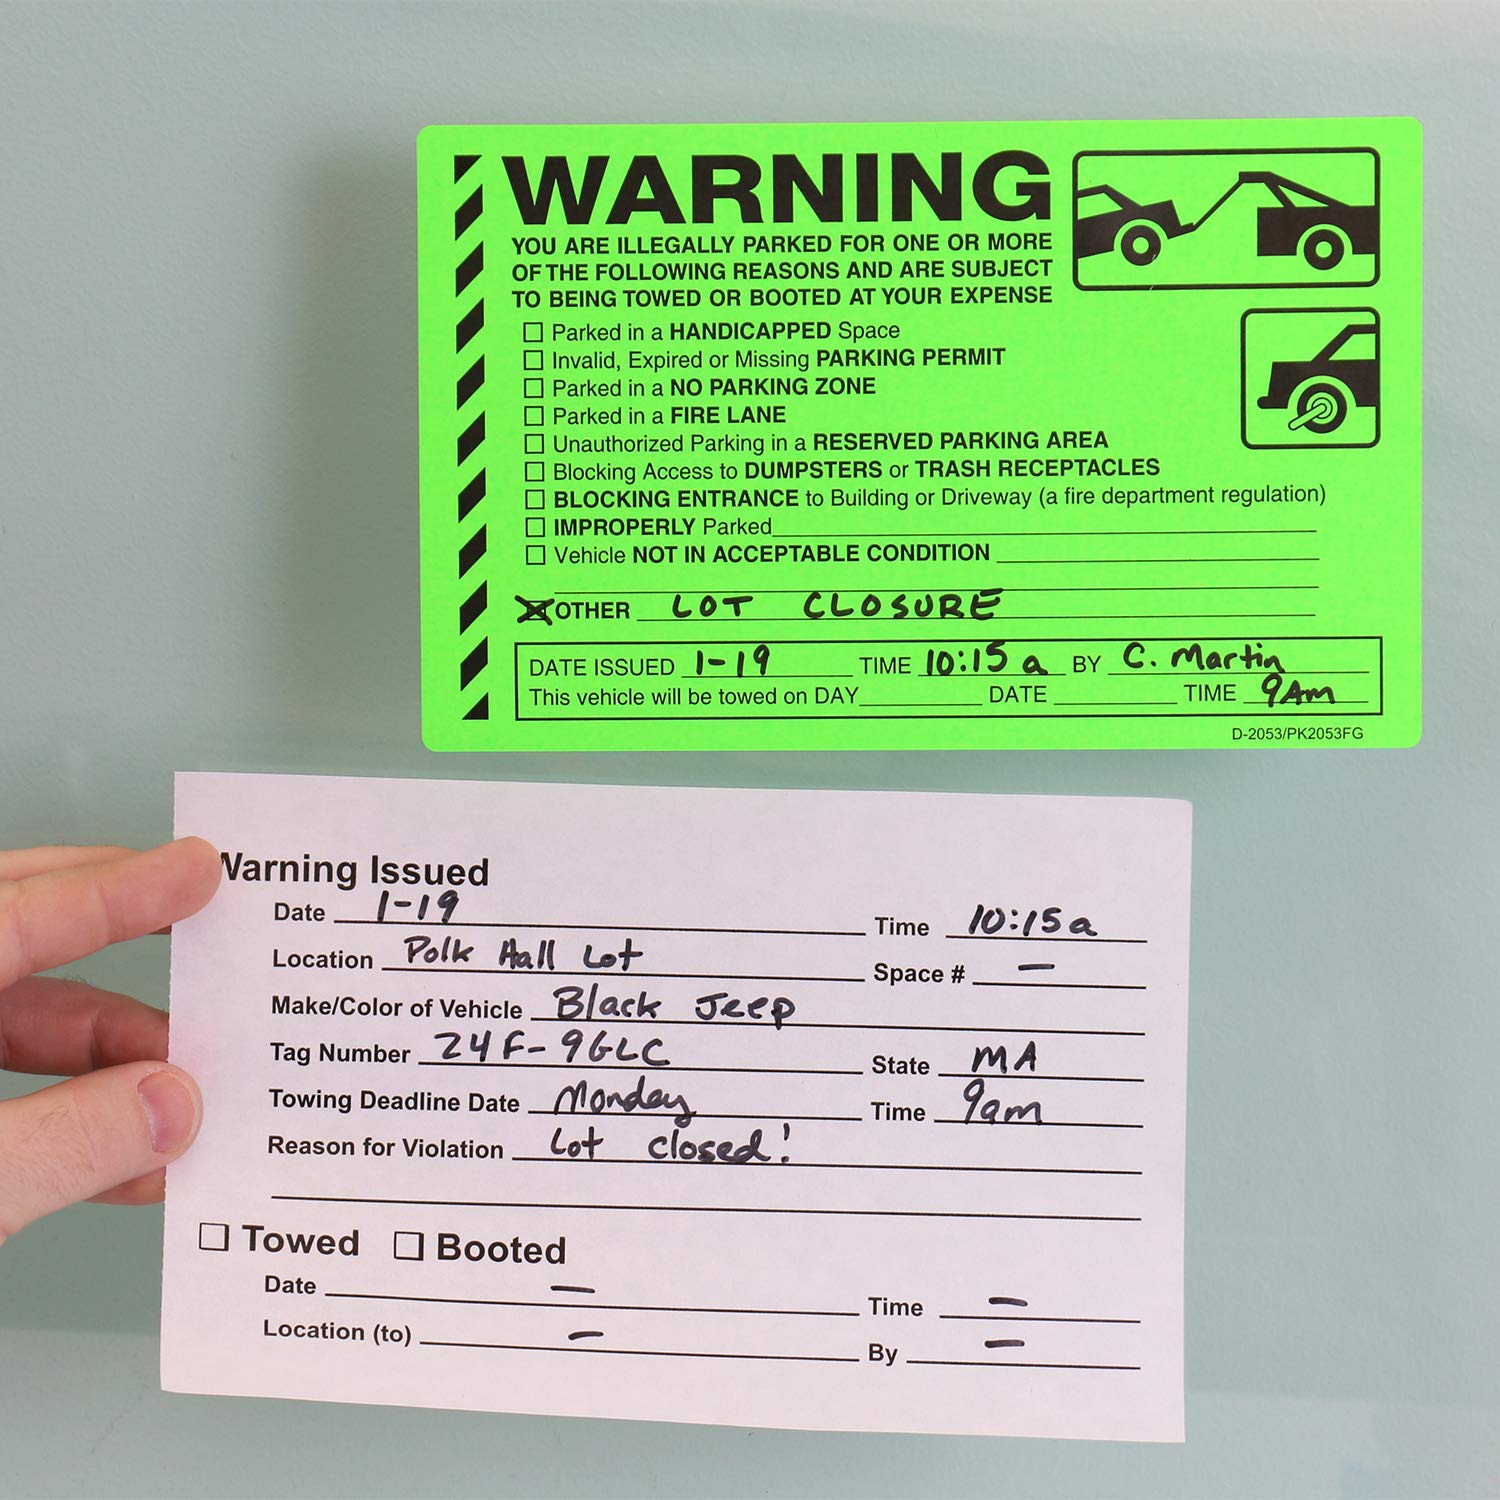 WARNING
YOU ARE ILLEGALLY PARKED FOR ONE OR MORE
OF THE FOLLOWING REASONS AND ARE SUBJECT
TO BEING TOWED OR BOOTED AT YOUR EXPENSE
Parked in a HANDICAPPED Space
Invalid, Expired or Missing PARKING PERMIT
Parked in a NO PARKING ZONE
Parked in a FIRE LANE
Unauthorized Parking in a RESERVED PARKING AREA
Blocking Access to DUMPSTERS or TRASH RECEPTACLES
BLOCKING ENTRANCE to Building or Driveway (a fire department regulation)
IMPROPERLY Parked
Vehicle NOT IN ACCEPTABLE CONDITION
OTHER LOT CLOSURE
DATE ISSUED 1-19 TIME 10:15 a BY C. Martin
This vehicle will be towed on DAY DATE TIME 9Am
D-2053/PK2053FG
Warning Issued
Date 1-19 Time 10:15a
Location Polk Hall Lot Space # —
Make/Color of Vehicle Black Jeep
Tag Number 24F-9GLC State MA
Towing Deadline Date Monday Time 9am
Reason for Violation Lot closed!
Towed Booted
Date — Time —
Location (to) — By —